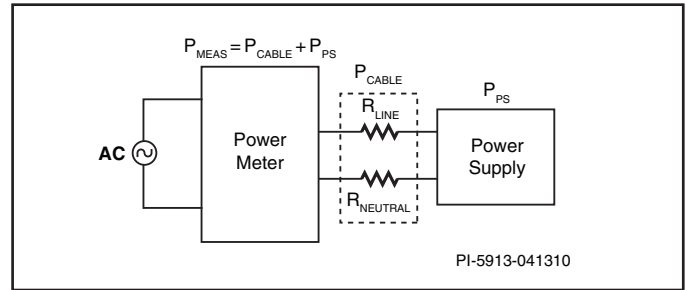 P_MEAS = P_CABLE + P_PS
P_CABLE
P_PS
R_LINE
AC
Power
Meter
Power
Supply
R_NEUTRAL
PI-5913-041310